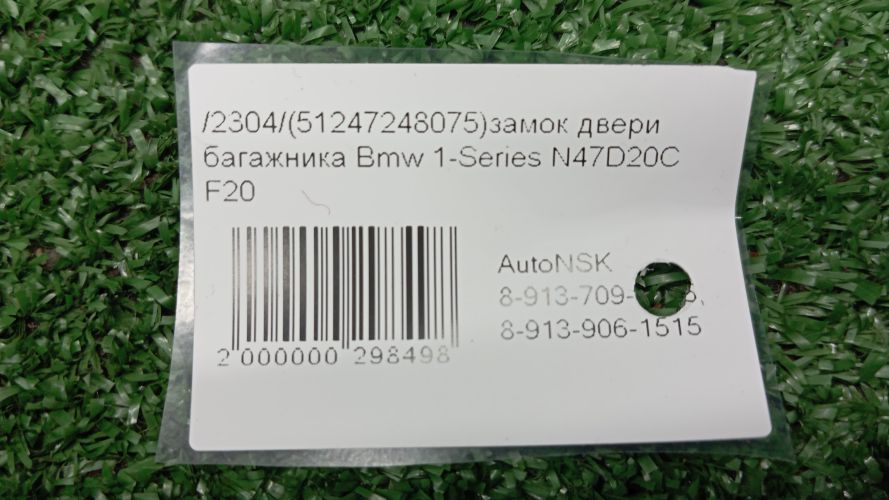 /2304/(51247248075)замок двери
багажника Bmw 1-Series N47D20C
F20
AutoNSK
8-913-906-1515
2 000000 298498